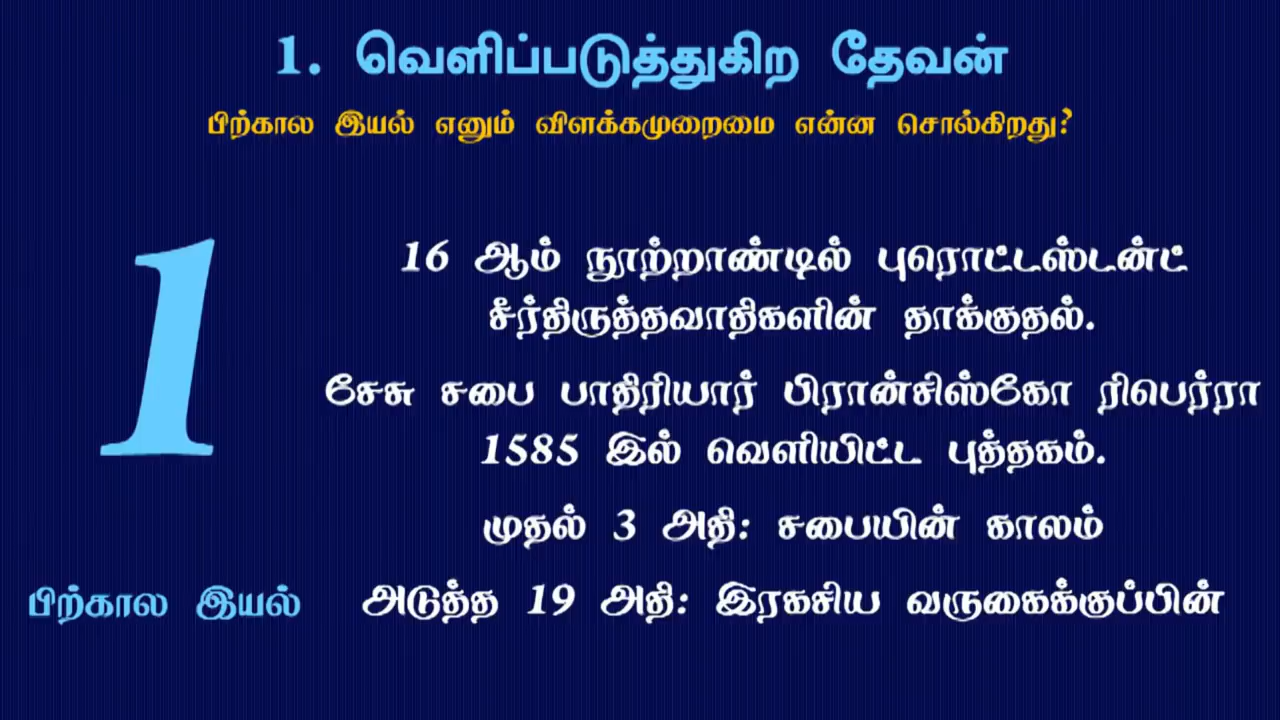 1. வெளிப்படுத்துகிற தேவன்
பிற்கால இயல் எனும் விளக்கமுறைமை என்ன சொல்கிறது?
1
16 ஆம் நூற்றாண்டில் புரொட்டஸ்டன்ட்
சீர்திருத்தவாதிகளின் தாக்குதல்.
சேசு சபை பாதிரியார் பிரான்சிஸ்கோ ரிபெர்ரா
1585 இல் வெளியிட்ட புத்தகம்.
முதல் 3 அதி: சபையின் காலம்
பிற்கால இயல்
அடுத்த 19 அதி: இரகசிய வருகைக்குப்பின்